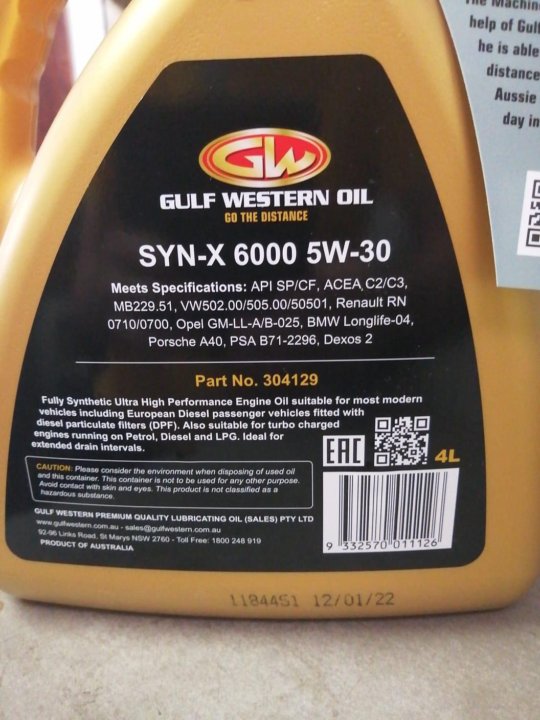 The Machin
help of Gulf
he is able
distance
Aussie
day in
GW
GULF WESTERN OIL
GO THE DISTANCE
SYN-X 6000 5W-30
Meets Specifications: API SP/CF, ACEA C2/C3,
MB229.51, VW502.00/505.00/50501, Renault RN
0710/0700, Opel GM-LL-A/B-025, BMW Longlife-04,
Porsche A40, PSA B71-2296, Dexos 2
Part No. 304129
Fully Synthetic Ultra High Performance Engine Oil suitable for most modern
vehicles including European Diesel passenger vehicles fitted with
diesel particulate filters (DPF). Also suitable for turbo charged
engines running on Petrol, Diesel and LPG. Ideal for
extended drain intervals.
EAC
4L
CAUTION: Please consider the environment when disposing of used oil
and this container. This container is not to be used for any other purpose.
Avoid contact with skin and eyes. This product is not classified as a
hazardous substance.
GULF WESTERN PREMIUM QUALITY LUBRICATING OIL (SALES) PTY LTD
www.gulfwestern.com.au - sales@gulfwestern.com.au
92-96 Links Road, St Marys NSW 2760 - Toll Free: 1800 248 919
PRODUCT OF AUSTRALIA
9 332570 011126
1184451 12/01/22